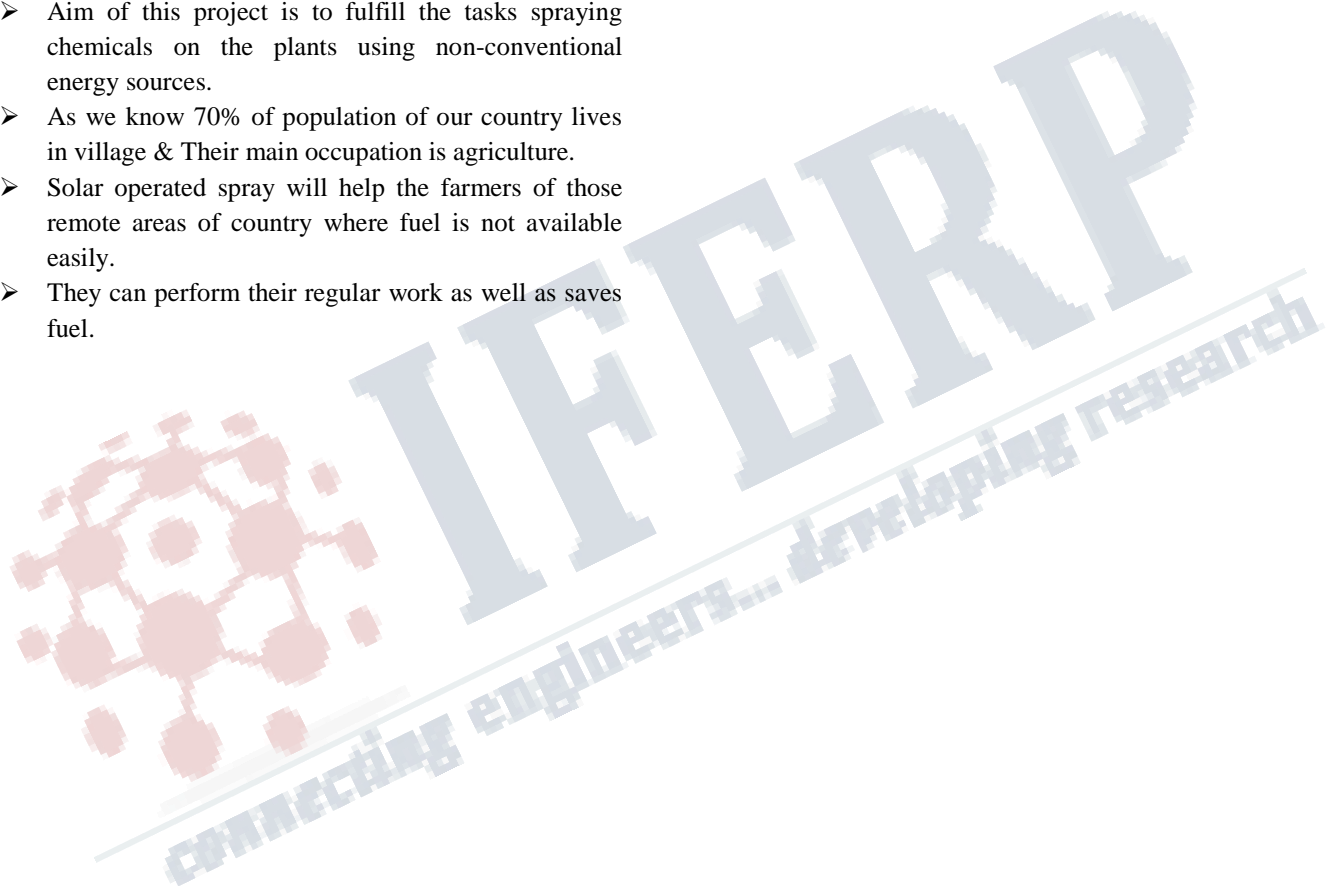 ➢ Aim of this project is to fulfill the tasks spraying
chemicals on the plants using non-conventional
energy sources.
➢ As we know 70% of population of our country lives
in village & Their main occupation is agriculture.
➢ Solar operated spray will help the farmers of those
remote areas of country where fuel is not available
easily.
➢ They can perform their regular work as well as saves
fuel.
IFERP
connecting engineers... developing research